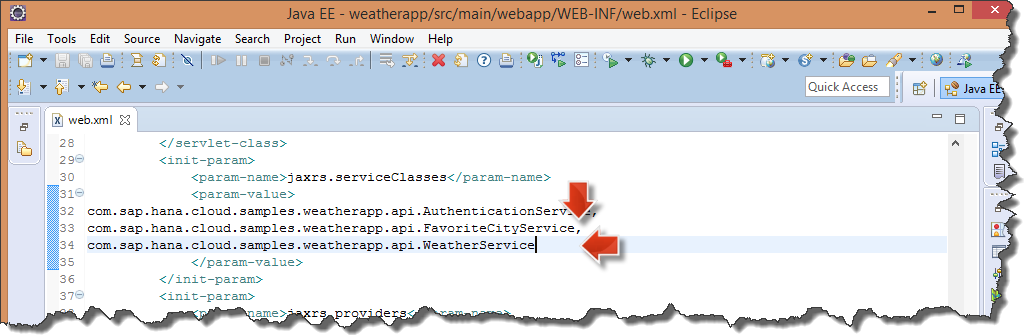 Java EE - weatherapp/src/main/webapp/WEB-INF/web.xml - Eclipse
File Tools Edit Source Navigate Search Project Run Window Help
Quick Access
Java EE
web.xml
28 </servlet-class>
29 <init-param>
30 <param-name>jaxrs.serviceClasses</param-name>
31 <param-value>
32 com.sap.hana.cloud.samples.weatherapp.api.AuthenticationService,
33 com.sap.hana.cloud.samples.weatherapp.api.FavoriteCityService,
34 com.sap.hana.cloud.samples.weatherapp.api.WeatherService
35 </param-value>
36 </init-param>
37 <init-param>
<param-name>jaxrs.providers</param-name>